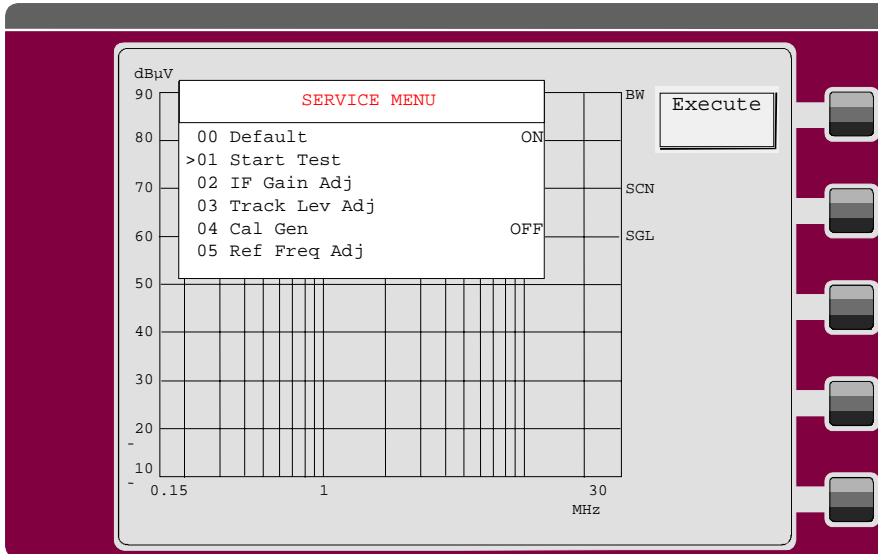 dBµV
90
SERVICE MENU
BW
Execute
80
00 Default ON
>01 Start Test
02 IF Gain Adj
70
SCN
03 Track Lev Adj
04 Cal Gen OFF
60
SGL
05 Ref Freq Adj
50
40
30
20
-
10
-
0.15 1 30
MHz